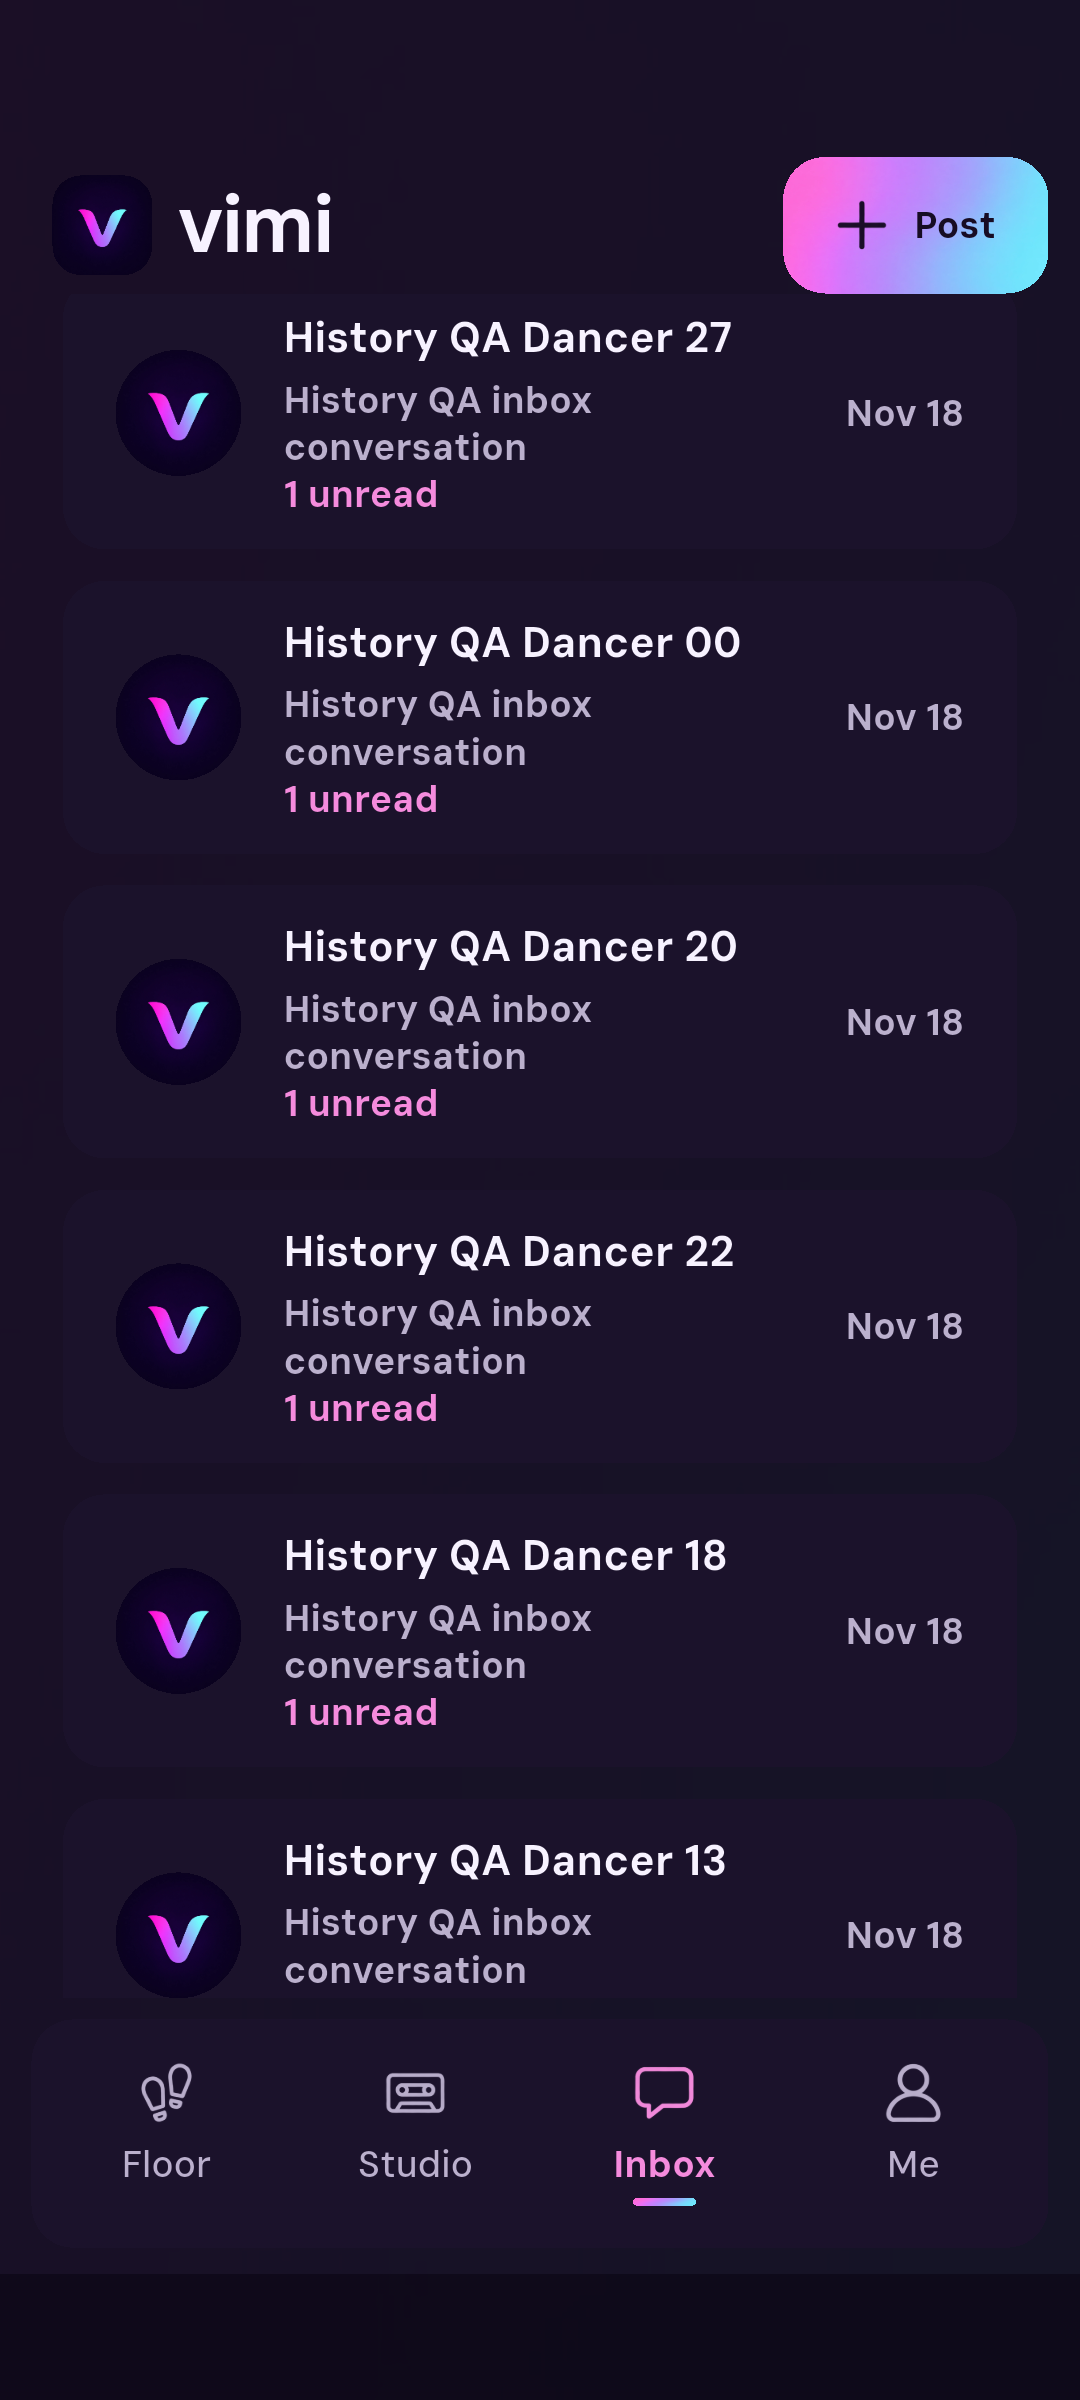 vimi
Post
History QA Dancer 27
History QA inbox
conversation
1 unread
Nov 18
History QA Dancer 00
History QA inbox
conversation
1 unread
Nov 18
History QA Dancer 20
History QA inbox
conversation
1 unread
Nov 18
History QA Dancer 22
History QA inbox
conversation
1 unread
Nov 18
History QA Dancer 18
History QA inbox
conversation
1 unread
Nov 18
History QA Dancer 13
History QA inbox
conversation
Nov 18
Floor
Studio
Inbox
Me